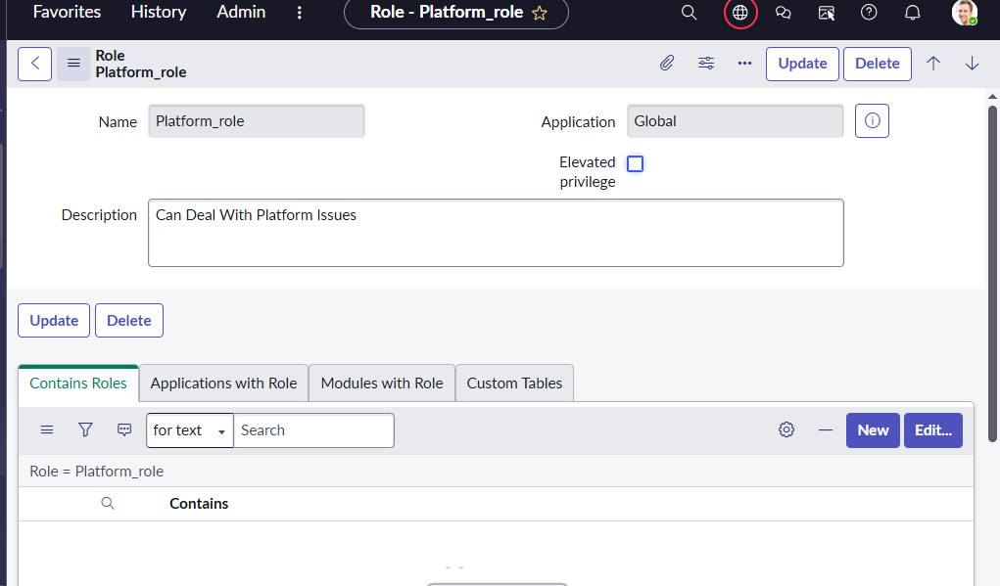 Favorites History Admin Role - Platform_role
Role
Platform_role
Update Delete
Name Platform_role Application Global
Elevated
privilege
Description Can Deal With Platform Issues
Update Delete
Contains Roles Applications with Role Modules with Role Custom Tables
for text Search New Edit...
Role = Platform_role
Contains